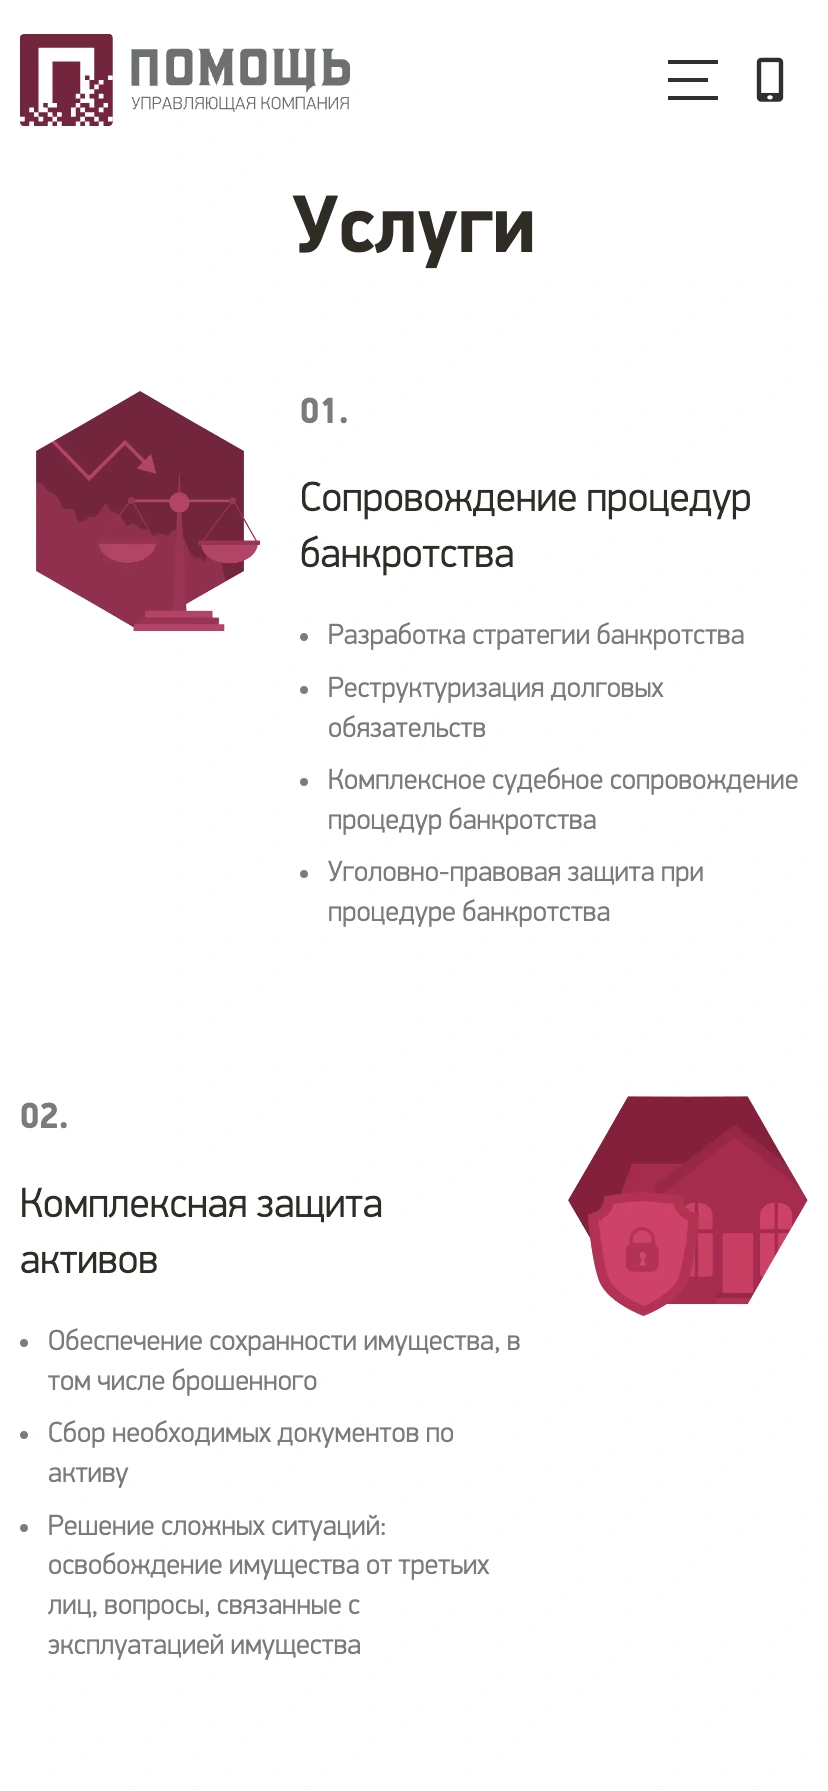 ПОМОЩЬ
УПРАВЛЯЮЩАЯ КОМПАНИЯ
Услуги
01.
Сопровождение процедур
банкротства
• Разработка стратегии банкротства
• Реструктуризация долговых
обязательств
• Комплексное судебное сопровождение
процедур банкротства
• Уголовно-правовая защита при
процедуре банкротства
02.
Комплексная защита
активов
• Обеспечение сохранности имущества, в
том числе брошенного
• Сбор необходимых документов по
активу
• Решение сложных ситуаций:
освобождение имущества от третьих
лиц, вопросы, связанные с
эксплуатацией имущества